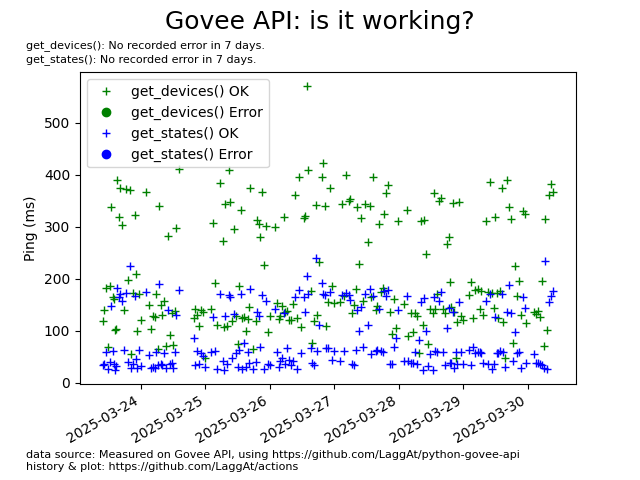 Govee API: is it working?
get_devices(): No recorded error in 7 days.
get_states(): No recorded error in 7 days.
get_devices() OK
get_devices() Error
get_states() OK
get_states() Error
Ping (ms)
500
400
300
200
100
0
2025-03-24
2025-03-25
2025-03-26
2025-03-27
2025-03-28
2025-03-29
2025-03-30
data source: Measured on Govee API, using https://github.com/LaggAt/python-govee-api
history & plot: https://github.com/LaggAt/actions